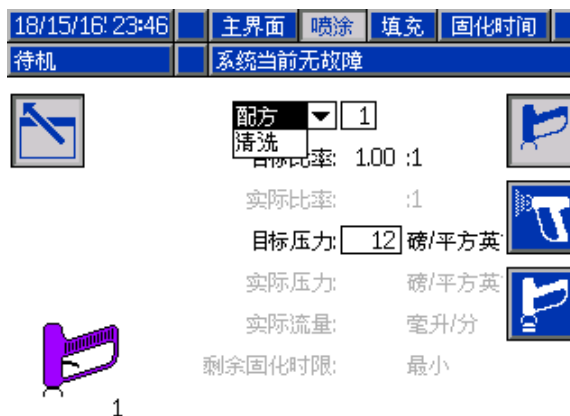 18/15/16 23:46 主界面 喷涂 填充 固化时间
待机 系统当前无故障
配方 1
清洗
目标比率: 1.00 :1
实际比率: :1
目标压力: 12 磅/平方英
实际压力: 磅/平方英
实际流量: 毫升/分
剩余固化时限: 最小
1